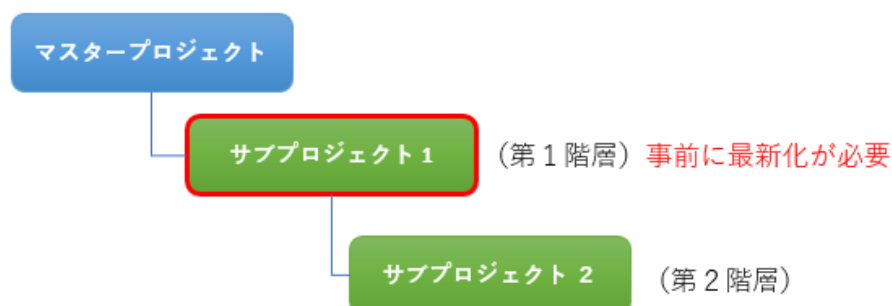 マスタープロジェクト
サブプロジェクト 1
(第 1 階層) 事前に最新化が必要
サブプロジェクト 2
(第 2 階層)